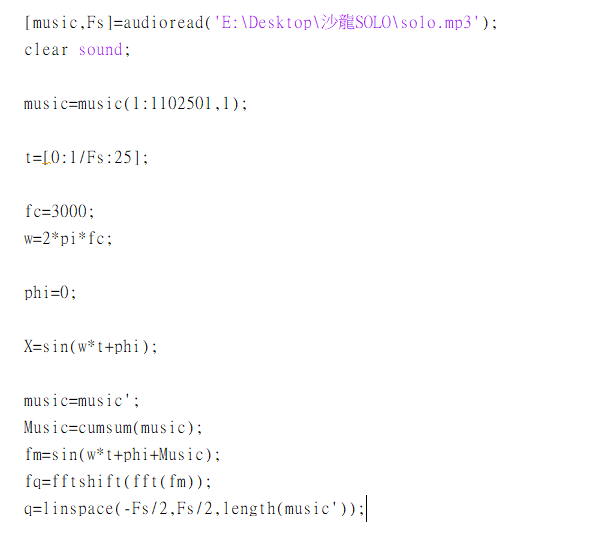 [music,Fs]=audioread('E:\Desktop\沙龍SOLO\solo.mp3');
clear sound;
music=music(1:1102501,1);
t=[0:1/Fs:25];
fc=3000;
w=2*pi*fc;
phi=0;
X=sin(w*t+phi);
music=music';
Music=cumsum(music);
fm=sin(w*t+phi+Music);
fq=fftshift(fft(fm));
q=linspace(-Fs/2,Fs/2,length(music'));